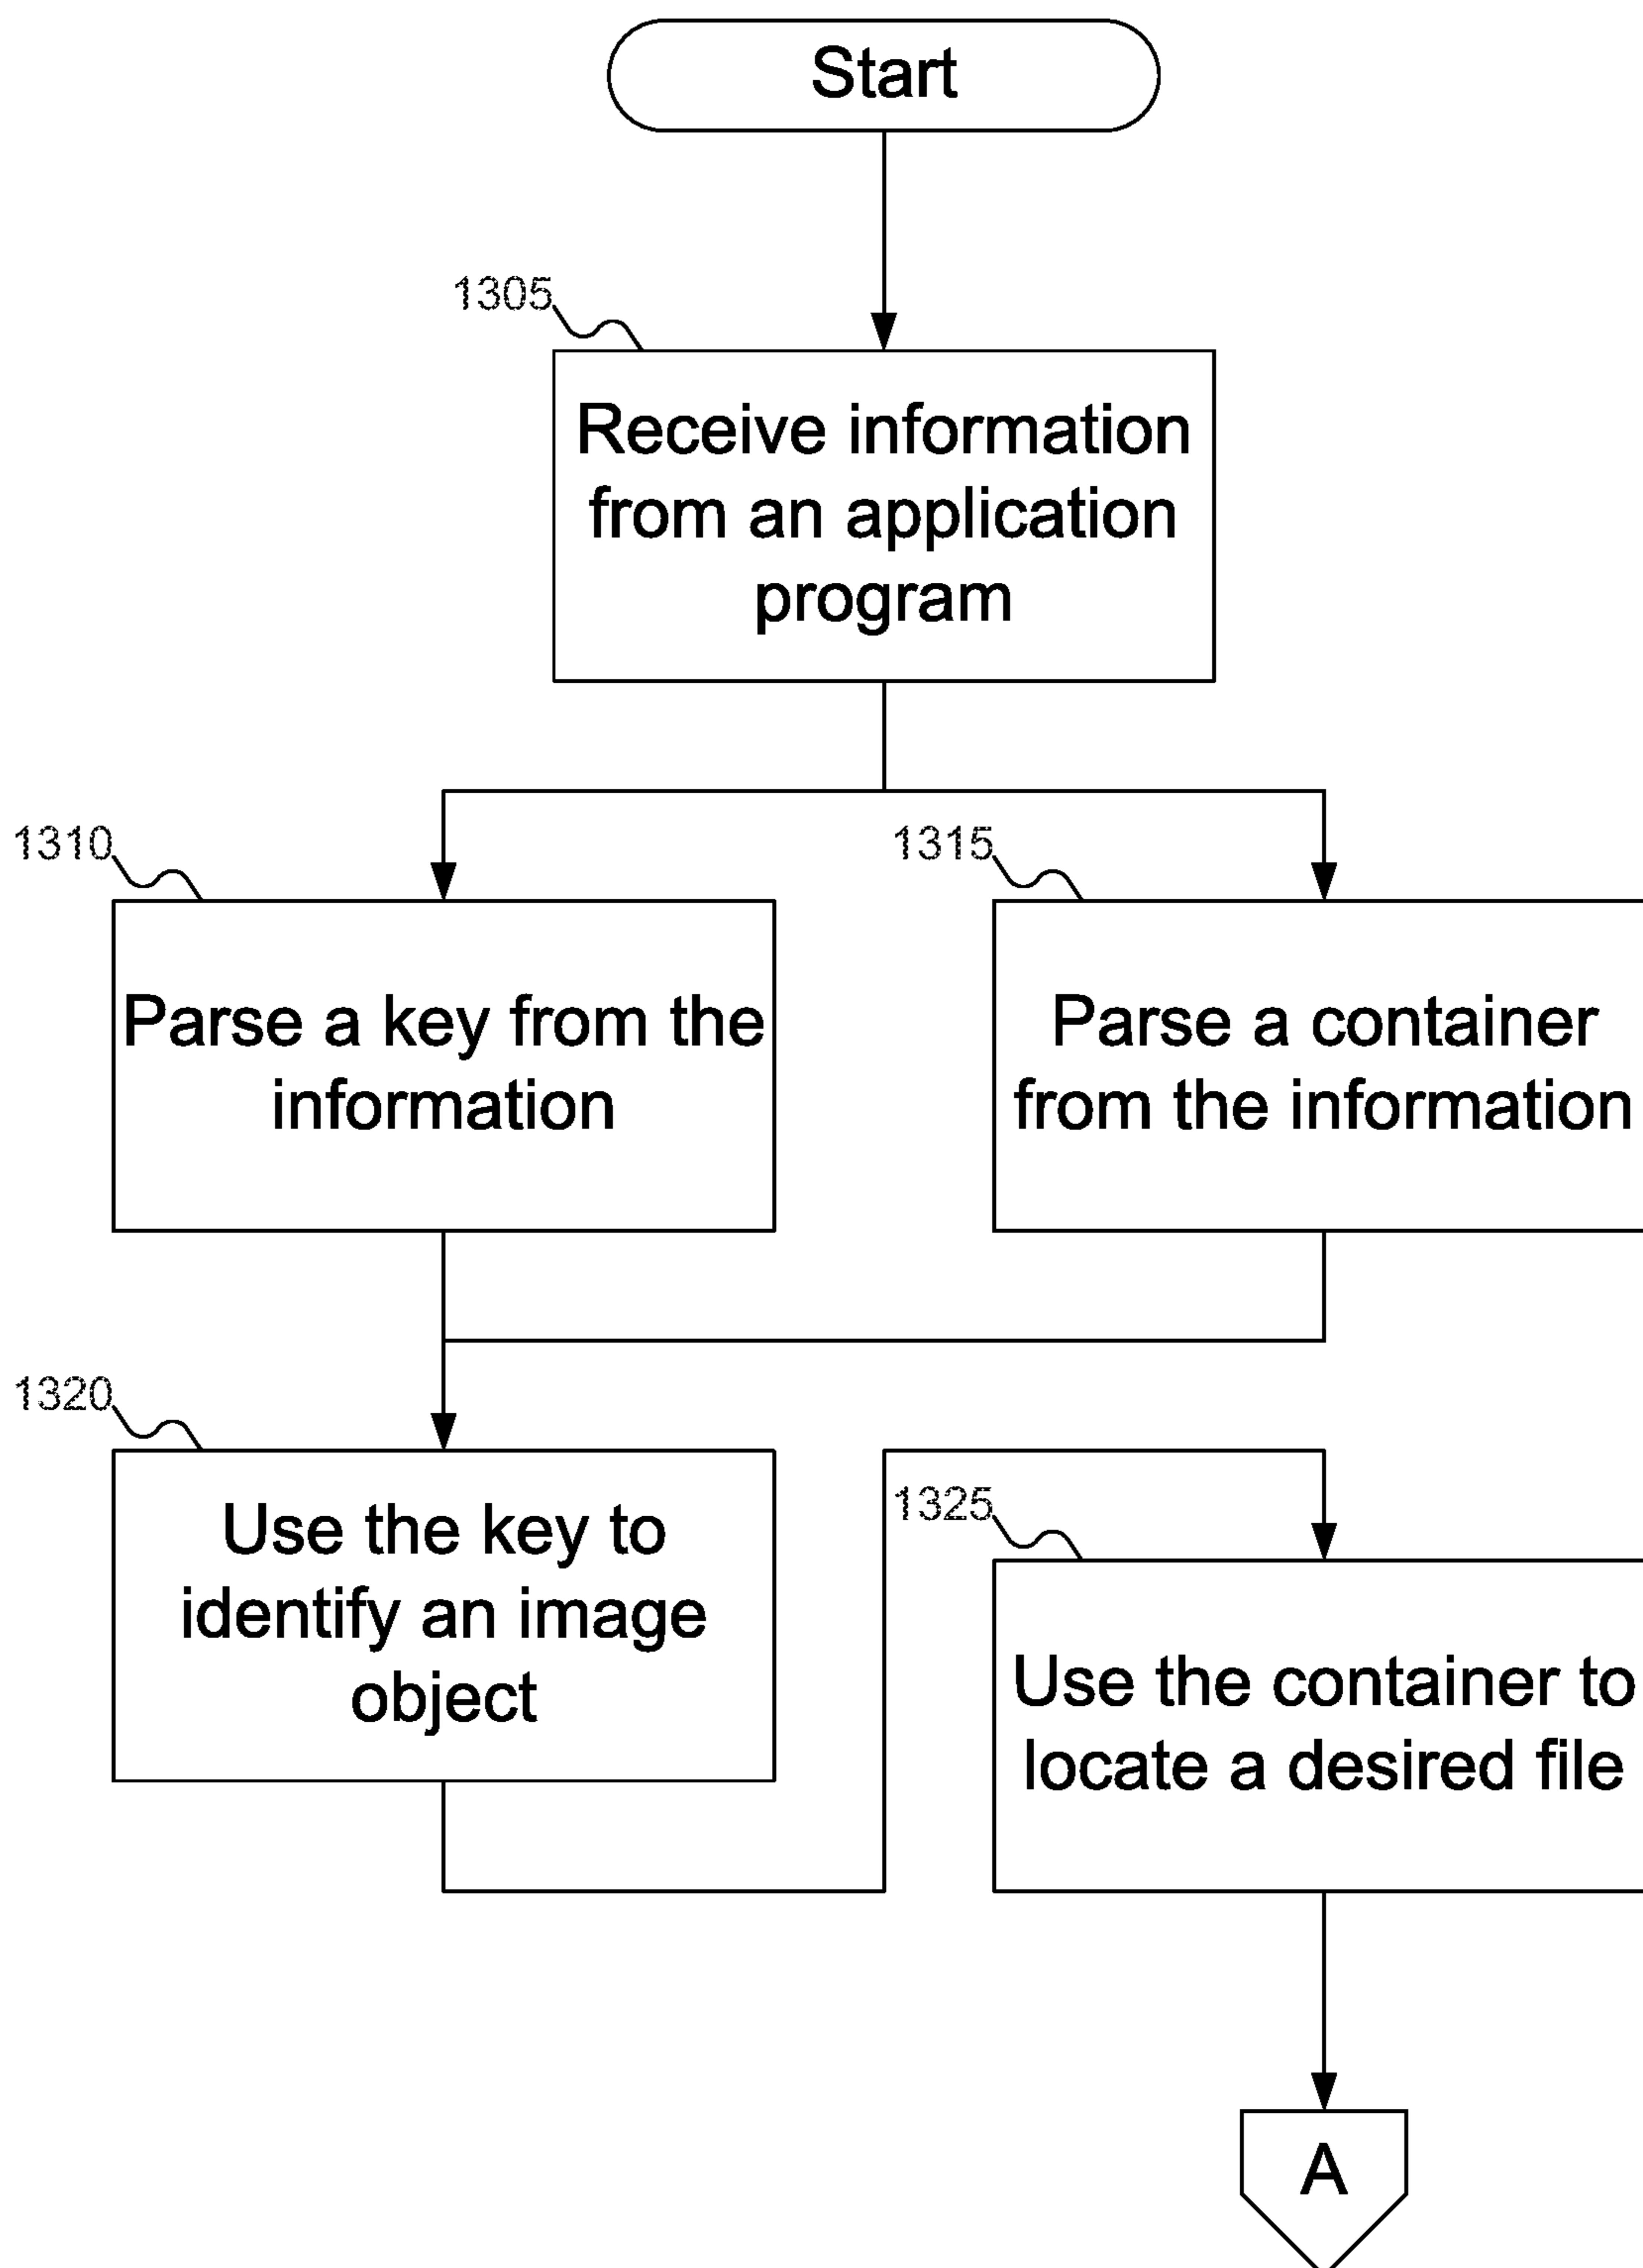 Start
1305
Receive information
from an application
program
1310
Parse a key from the
information
1315
Parse a container
from the information
1320
Use the key to
identify an image
object
1325
Use the container to
locate a desired file
A